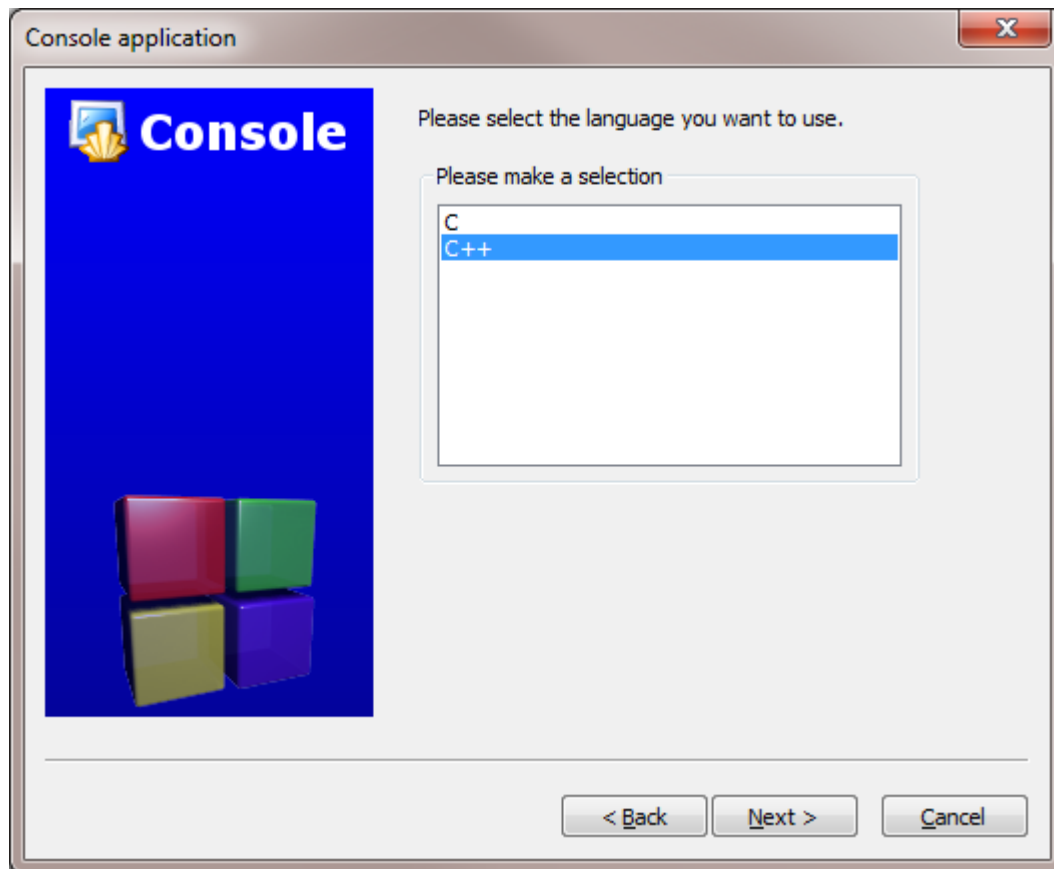 Console application
Console
Please select the language you want to use.
Please make a selection
C
C++
< Back
Next >
Cancel